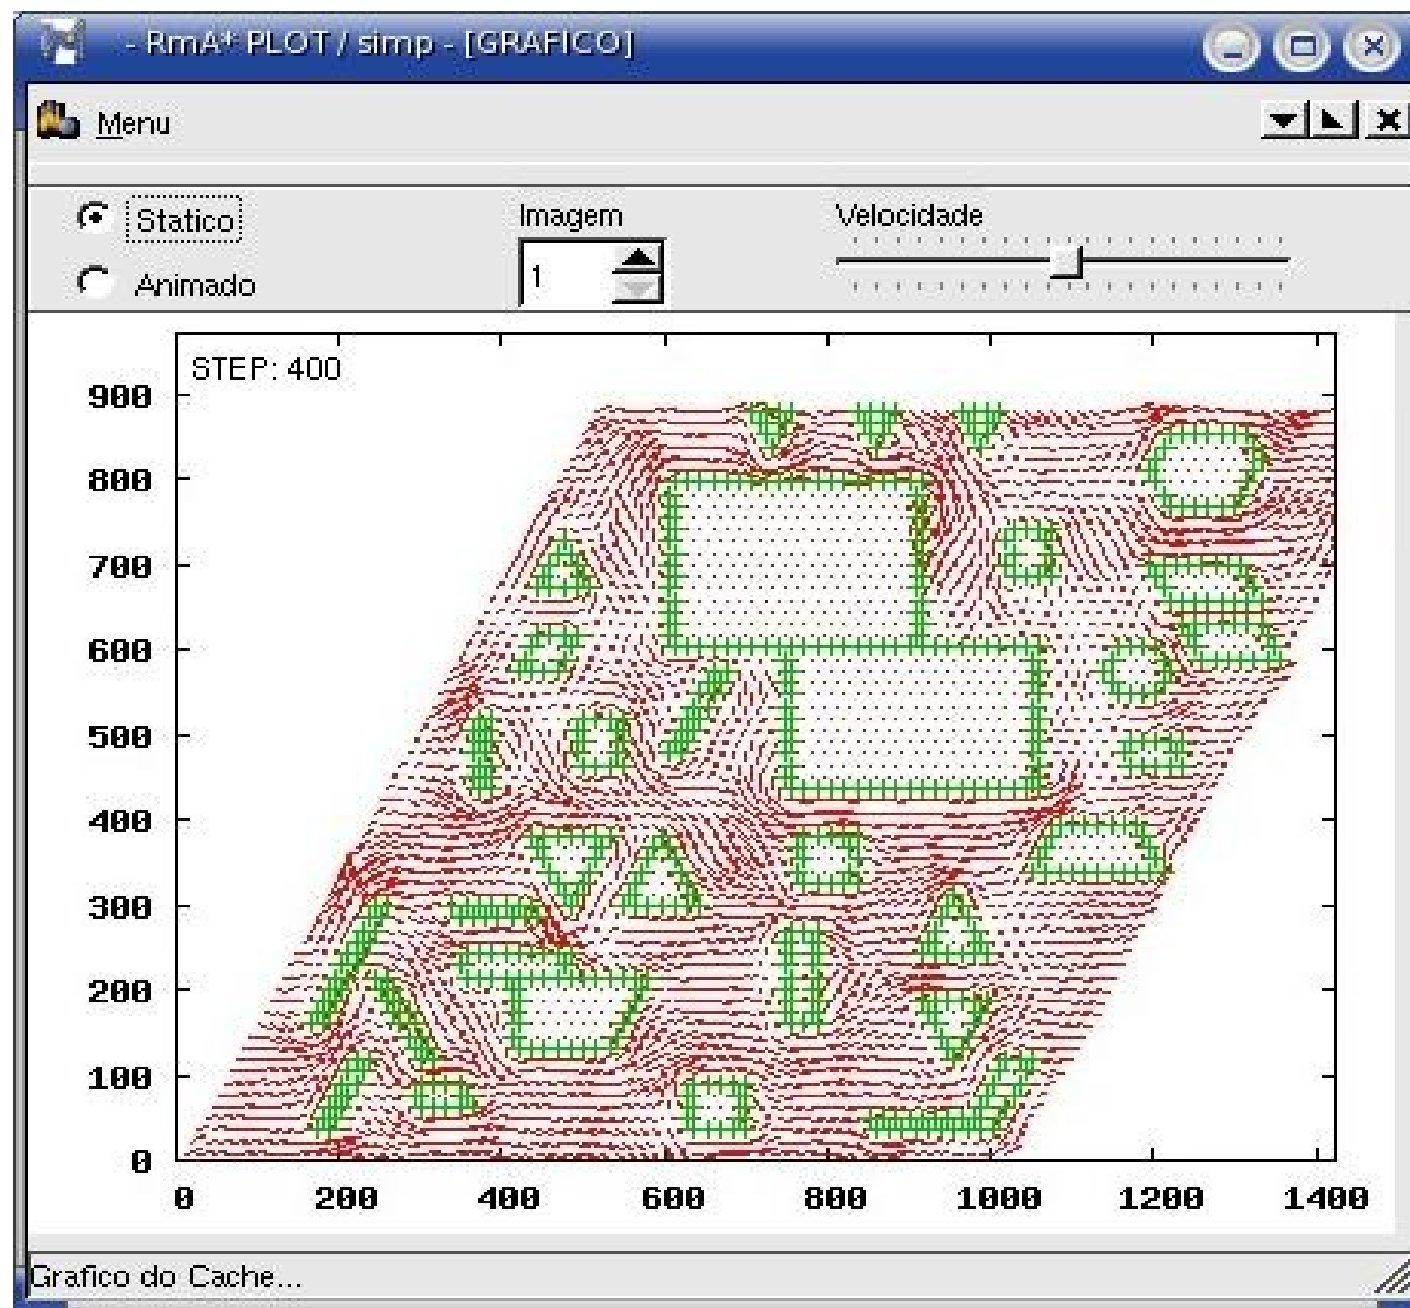 - RmA* PLOT / simp - [GRAFICO]
Menu
Statico
Animado
Imagem
1
Velocidade
STEP: 400
900
800
700
600
500
400
300
200
100
0
0 200 400 600 800 1000 1200 1400
Grafico do Cache...